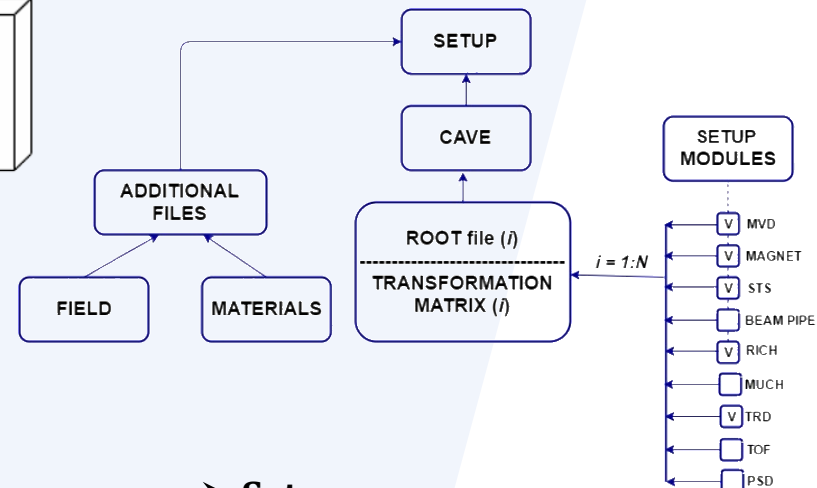 SETUP
CAVE
SETUP
MODULES
ADDITIONAL
FILES
ROOT file (i)
TRANSFORMATION
MATRIX (i)
i = 1:N
FIELD
MATERIALS
V MVD
V MAGNET
V STS
BEAM PIPE
V RICH
MUCH
V TRD
TOF
PSD